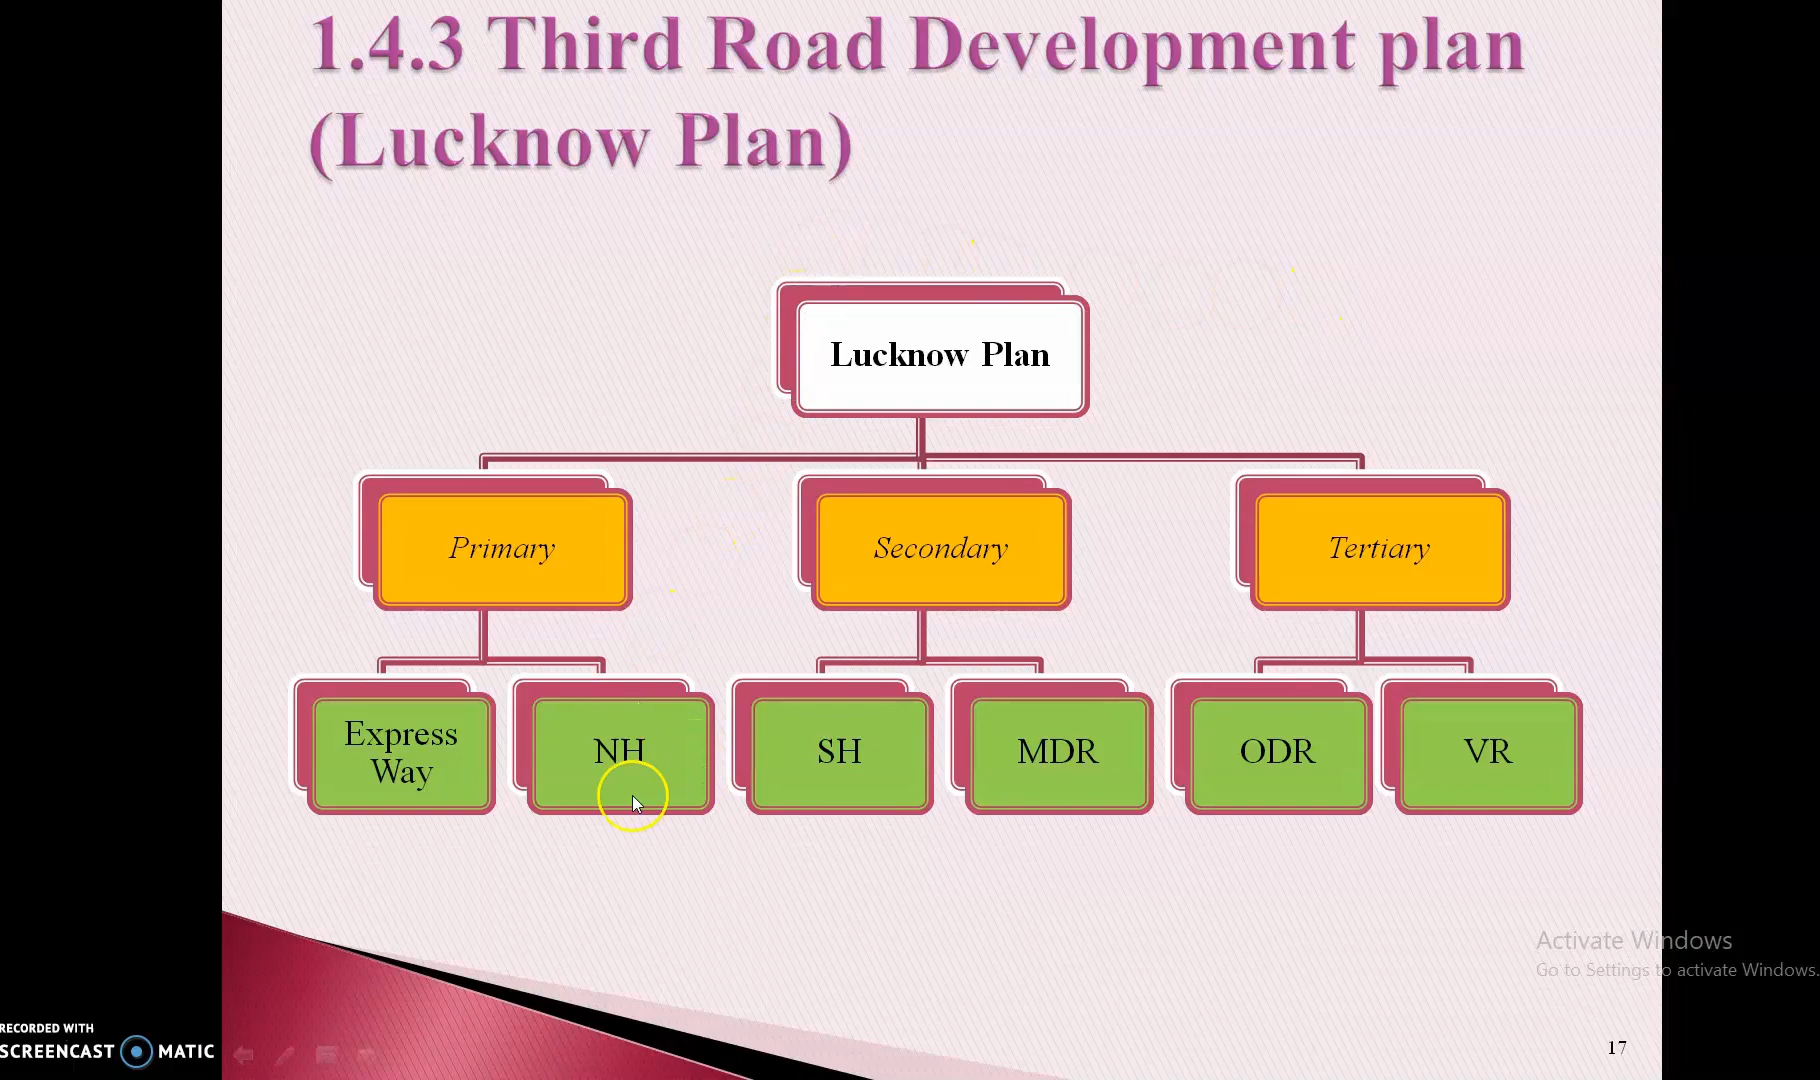 1.4.3 Third Road Development plan
(Lucknow Plan)
Lucknow Plan
Primary
Secondary
Tertiary
Express
Way
NH
SH
MDR
ODR
VR
Activate Windows
Go to Settings to activate Windows.
RECORDED WITH
SCREENCAST MATIC
17